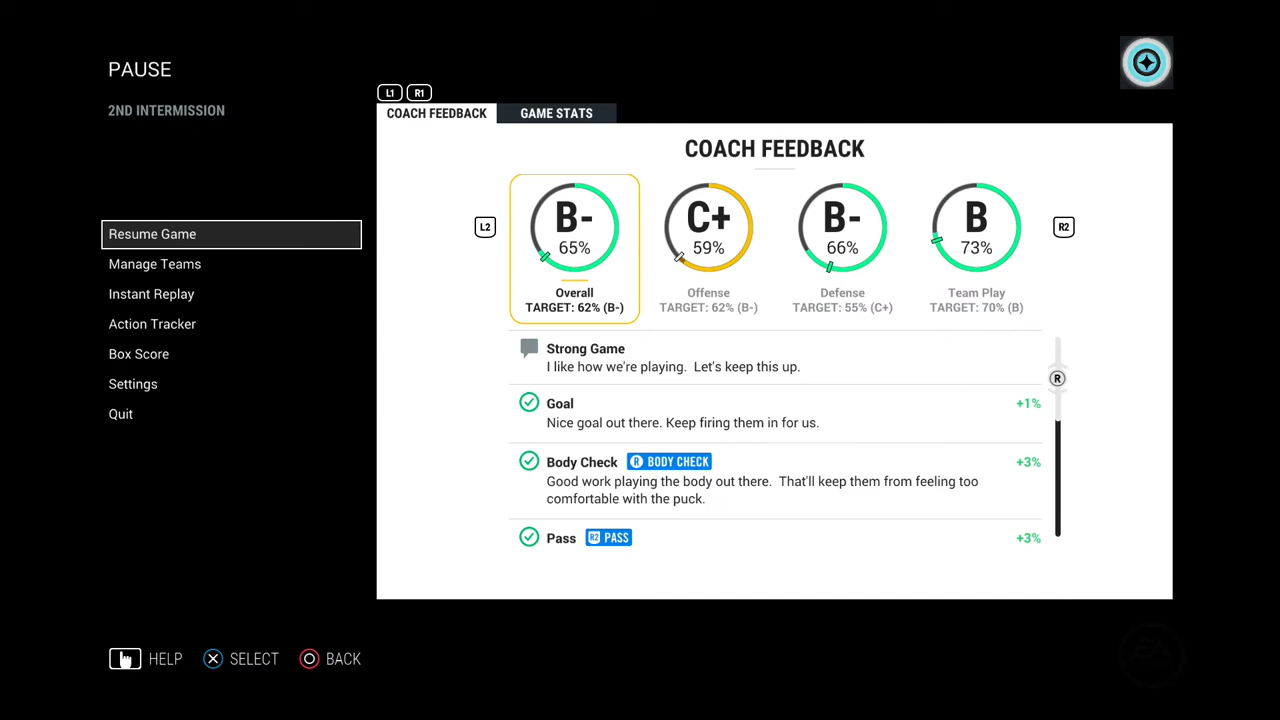 PAUSE
2ND INTERMISSION
Resume Game
Manage Teams
Instant Replay
Action Tracker
Box Score
Settings
Quit
L1 R1
COACH FEEDBACK GAME STATS
COACH FEEDBACK
L2
B-
65%
Overall
TARGET: 62% (B-)
C+
59%
Offense
TARGET: 62% (B-)
B-
66%
Defense
TARGET: 55% (C+)
B
73%
Team Play
TARGET: 70% (B)
R2
Strong Game
I like how we're playing. Let's keep this up.
R
Goal +1%
Nice goal out there. Keep firing them in for us.
Body Check R BODY CHECK +3%
Good work playing the body out there. That'll keep them from feeling too
comfortable with the puck.
Pass R2 PASS +3%
HELP SELECT BACK
EA